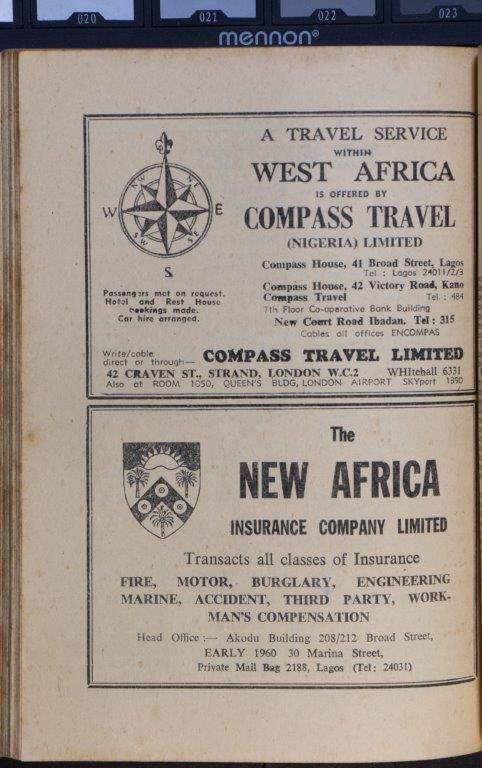 020 021 022 023
mennon®
A TRAVEL SERVICE
WITHIN
WEST AFRICA
IS OFFERED BY
COMPASS TRAVEL
(NIGERIA) LIMITED
NW NE
W E
SW SE
S
Compass House, 41 Broad Street, Lagos
Tel : Lagos 24011/2/3
Compass House, 42 Victory Road, Kano
Compass Travel Tel. : 484
7th Floor Co-operative Bank Building
New Court Road Ibadan. Tel : 315
Cables all offices ENCOMPAS
Passengers met on request.
Hotel and Rest House
bookings made.
Car hire arranged.
Write/cable
direct or through— COMPASS TRAVEL LIMITED
42 CRAVEN ST., STRAND, LONDON W.C.2 WHItehall 6331
Also at ROOM 1050, QUEEN'S BLDG, LONDON AIRPORT SKYport 1390
The
NEW AFRICA
INSURANCE COMPANY LIMITED
Transacts all classes of Insurance
FIRE, MOTOR, BURGLARY, ENGINEERING
MARINE, ACCIDENT, THIRD PARTY, WORK-
MAN'S COMPENSATION
Head Office :— Akodu Building 208/212 Broad Street,
EARLY 1960 30 Marina Street,
Private Mail Bag 2188, Lagos (Tel: 24031)